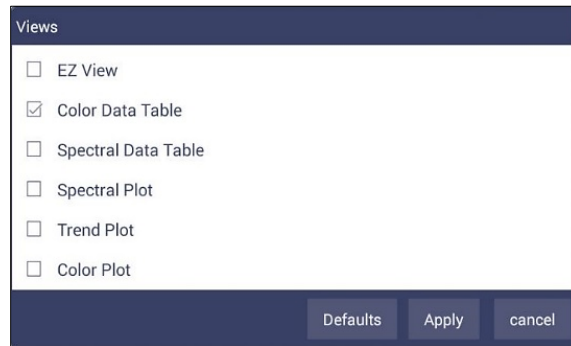 Views
EZ View
Color Data Table
Spectral Data Table
Spectral Plot
Trend Plot
Color Plot
Defaults Apply cancel